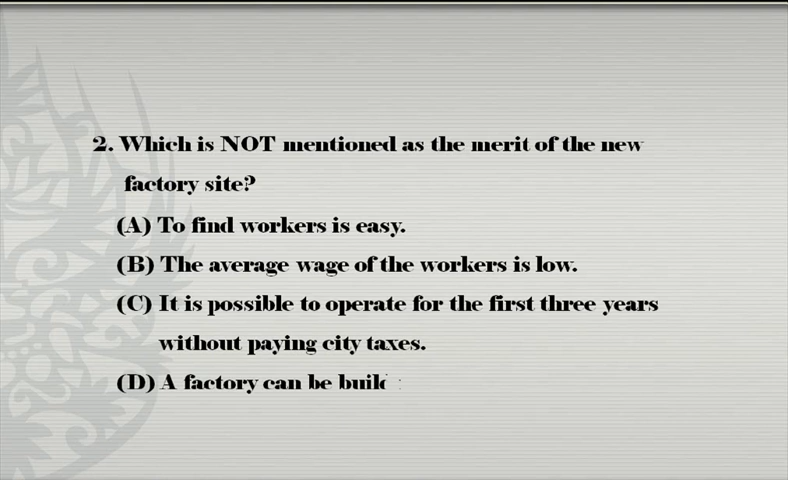 2. Which is NOT mentioned as the merit of the new
factory site?
(A) To find workers is easy.
(B) The average wage of the workers is low.
(C) It is possible to operate for the first three years
without paying city taxes.
(D) A factory can be